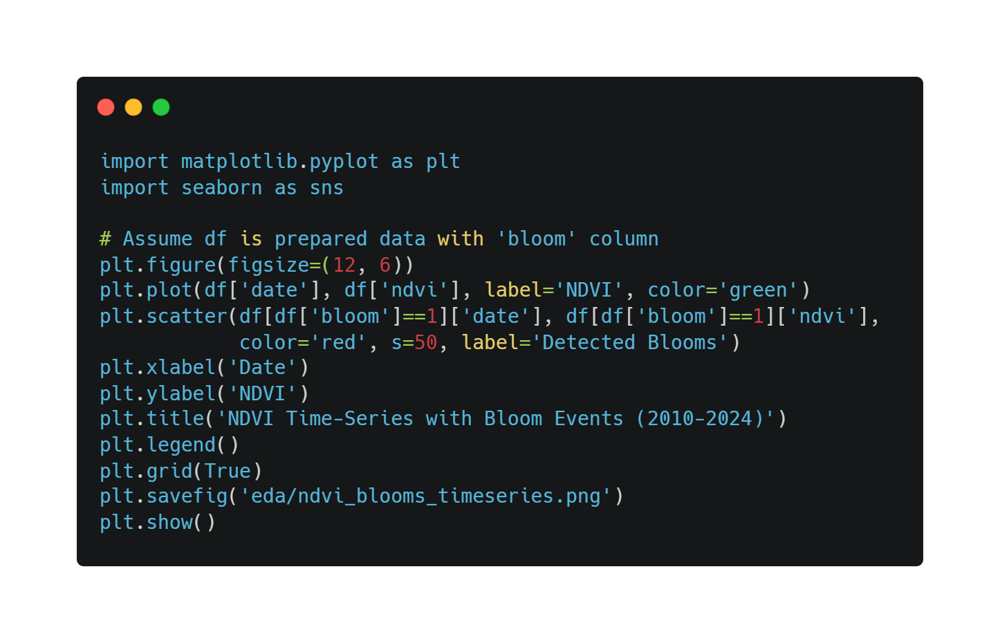 import matplotlib.pyplot as plt
import seaborn as sns

# Assume df is prepared data with 'bloom' column
plt.figure(figsize=(12, 6))
plt.plot(df['date'], df['ndvi'], label='NDVI', color='green')
plt.scatter(df[df['bloom']==1]['date'], df[df['bloom']==1]['ndvi'],
            color='red', s=50, label='Detected Blooms')
plt.xlabel('Date')
plt.ylabel('NDVI')
plt.title('NDVI Time-Series with Bloom Events (2010-2024)')
plt.legend()
plt.grid(True)
plt.savefig('eda/ndvi_blooms_timeseries.png')
plt.show()